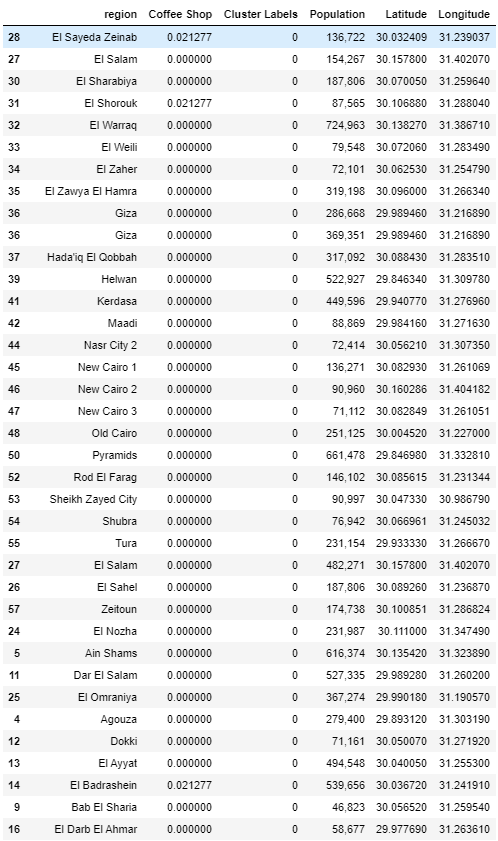 region Coffee Shop Cluster Labels Population Latitude Longitude
28 El Sayeda Zeinab 0.021277 0 136,722 30.032409 31.239037
27 El Salam 0.000000 0 154,267 30.157800 31.402070
30 El Sharabiya 0.000000 0 187,806 30.070050 31.259640
31 El Shorouk 0.021277 0 87,565 30.106880 31.288040
32 El Warraq 0.000000 0 724,963 30.138270 31.386710
33 El Weili 0.000000 0 79,548 30.072060 31.283490
34 El Zaher 0.000000 0 72,101 30.062530 31.254790
35 El Zawya El Hamra 0.000000 0 319,198 30.096000 31.266340
36 Giza 0.000000 0 286,668 29.989460 31.216890
36 Giza 0.000000 0 369,351 29.989460 31.216890
37 Hada'iq El Qobbah 0.000000 0 317,092 30.088430 31.283510
39 Helwan 0.000000 0 522,927 29.846340 31.309780
41 Kerdasa 0.000000 0 449,596 29.940770 31.276960
42 Maadi 0.000000 0 88,869 29.984160 31.271630
44 Nasr City 2 0.000000 0 72,414 30.056210 31.307350
45 New Cairo 1 0.000000 0 136,271 30.082930 31.261069
46 New Cairo 2 0.000000 0 90,960 30.160286 31.404182
47 New Cairo 3 0.000000 0 71,112 30.082849 31.261051
48 Old Cairo 0.000000 0 251,125 30.004520 31.227000
50 Pyramids 0.000000 0 661,478 29.846980 31.332810
52 Rod El Farag 0.000000 0 146,102 30.085615 31.231344
53 Sheikh Zayed City 0.000000 0 90,997 30.047330 30.986790
54 Shubra 0.000000 0 76,942 30.066961 31.245032
55 Tura 0.000000 0 231,154 29.933330 31.266670
27 El Salam 0.000000 0 482,271 30.157800 31.402070
26 El Sahel 0.000000 0 187,806 30.089260 31.236870
57 Zeitoun 0.000000 0 174,738 30.100851 31.286824
24 El Nozha 0.000000 0 231,987 30.111000 31.347490
5 Ain Shams 0.000000 0 616,374 30.135420 31.323890
11 Dar El Salam 0.000000 0 527,335 29.989280 31.260200
25 El Omraniya 0.000000 0 367,274 29.990180 31.190570
4 Agouza 0.000000 0 279,400 29.893120 31.303190
12 Dokki 0.000000 0 71,161 30.050070 31.271920
13 El Ayyat 0.000000 0 494,548 30.040050 31.255300
14 El Badrashein 0.021277 0 539,656 30.036720 31.241910
9 Bab El Sharia 0.000000 0 46,823 30.056520 31.259540
16 El Darb El Ahmar 0.000000 0 58,677 29.977690 31.263610